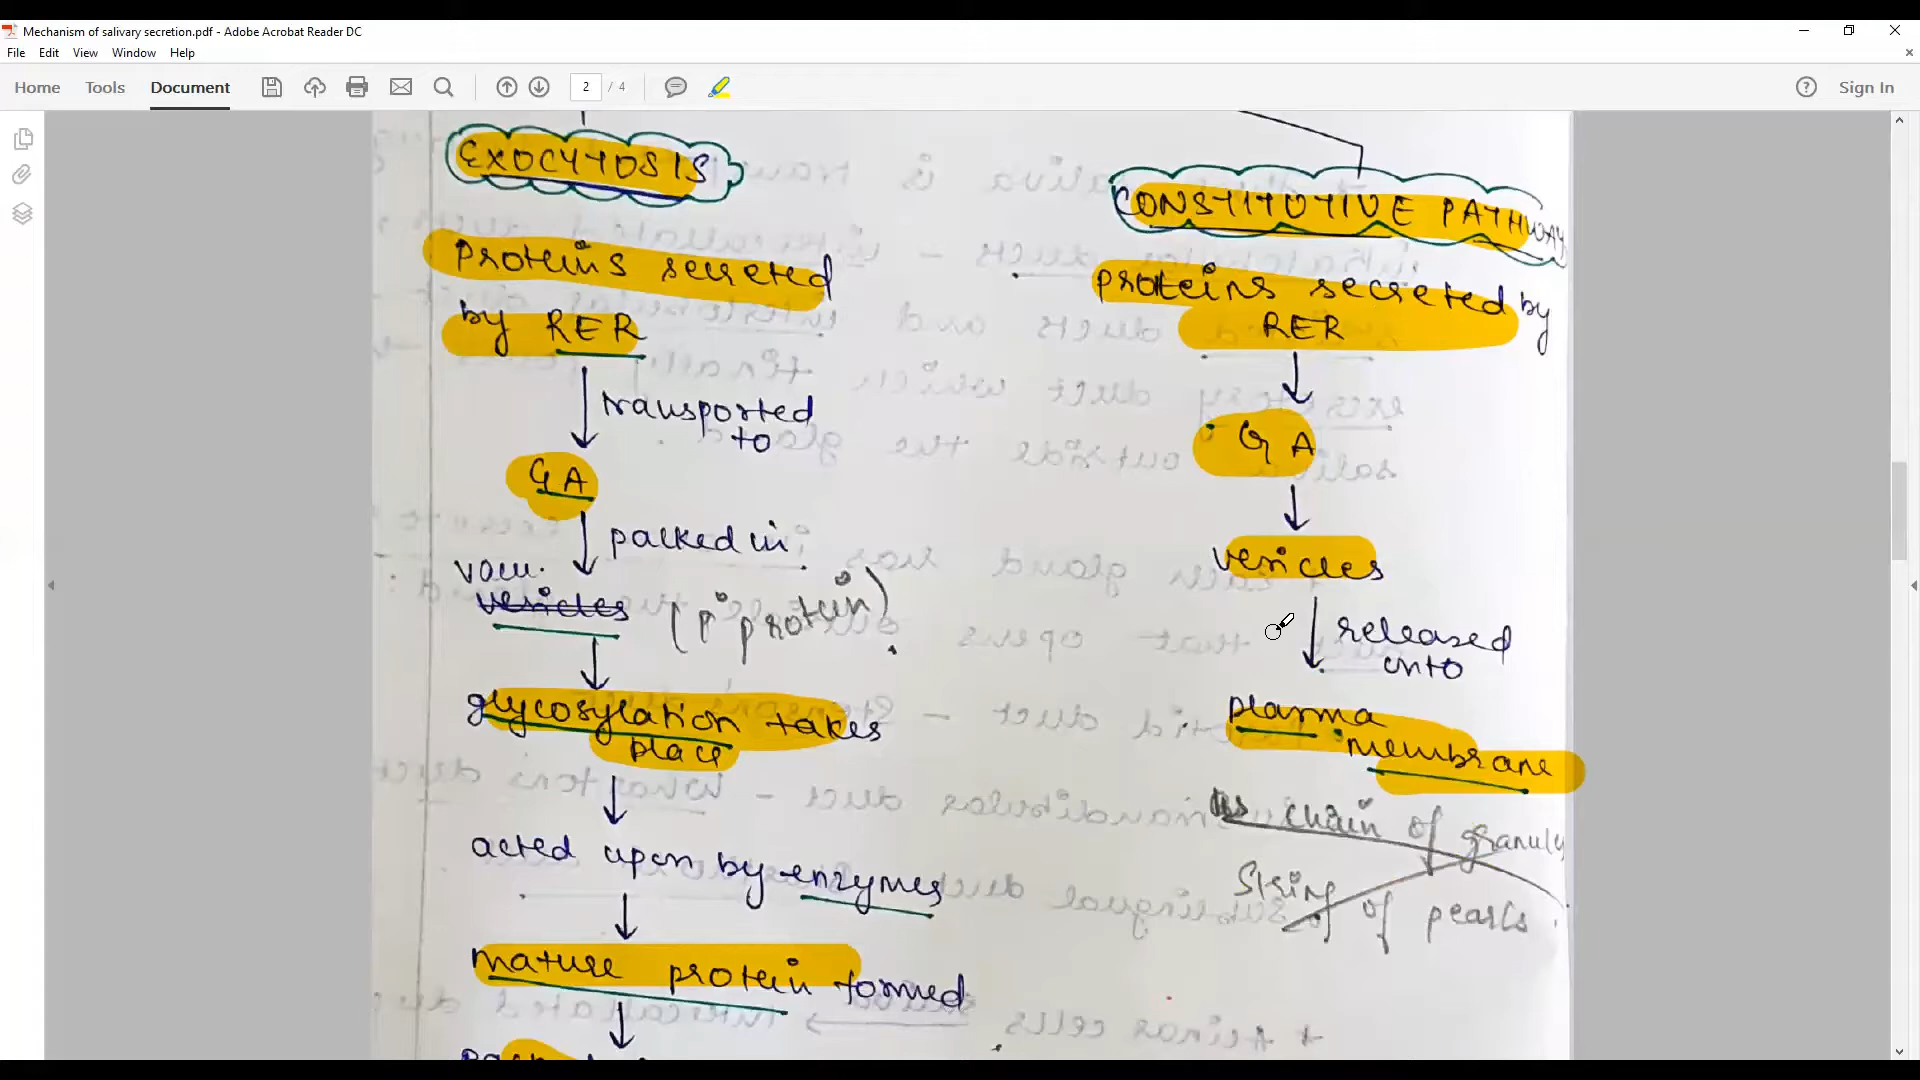 Mechanism of salivary secretion.pdf - Adobe Acrobat Reader DC
File Edit View Window Help
Home Tools Document 2 / 4 Sign In
EXOCYTOSIS
Proteins secreted
by RER
transported
to
GA
packed in
vacu.
vesicles (1° protein)
glycosylation takes
place
acted upon by enzymes
mature protein formed
CONSTITUTIVE PATHWAY
proteins secreted by
RER
GA
vesicles
released
onto
plasma
membrane
chain of granules
String of pearls